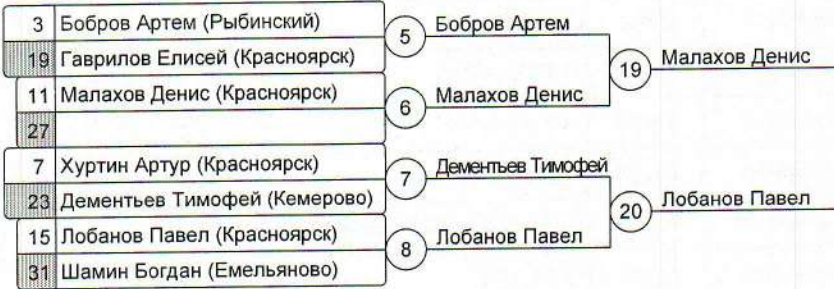 3 Бобров Артем (Рыбинский)
19 Гаврилов Елисей (Красноярск)
5 Бобров Артем
11 Малахов Денис (Красноярск)
27
6 Малахов Денис
19 Малахов Денис
7 Хуртин Артур (Красноярск)
23 Дементьев Тимофей (Кемерово)
7 Дементьев Тимофей
15 Лобанов Павел (Красноярск)
31 Шамин Богдан (Емельяново)
8 Лобанов Павел
20 Лобанов Павел